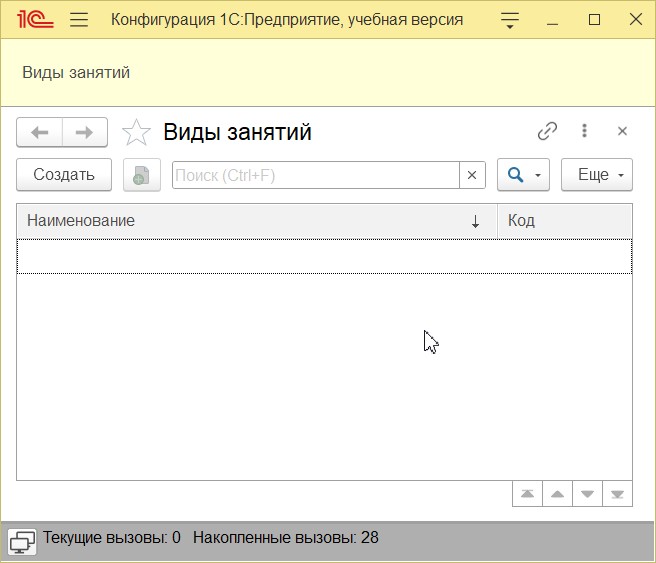 1С Конфигурация 1С:Предприятие, учебная версия
Виды занятий
Виды занятий
Создать Поиск (Ctrl+F) Еще
Наименование Код
Текущие вызовы: 0 Накопленные вызовы: 28